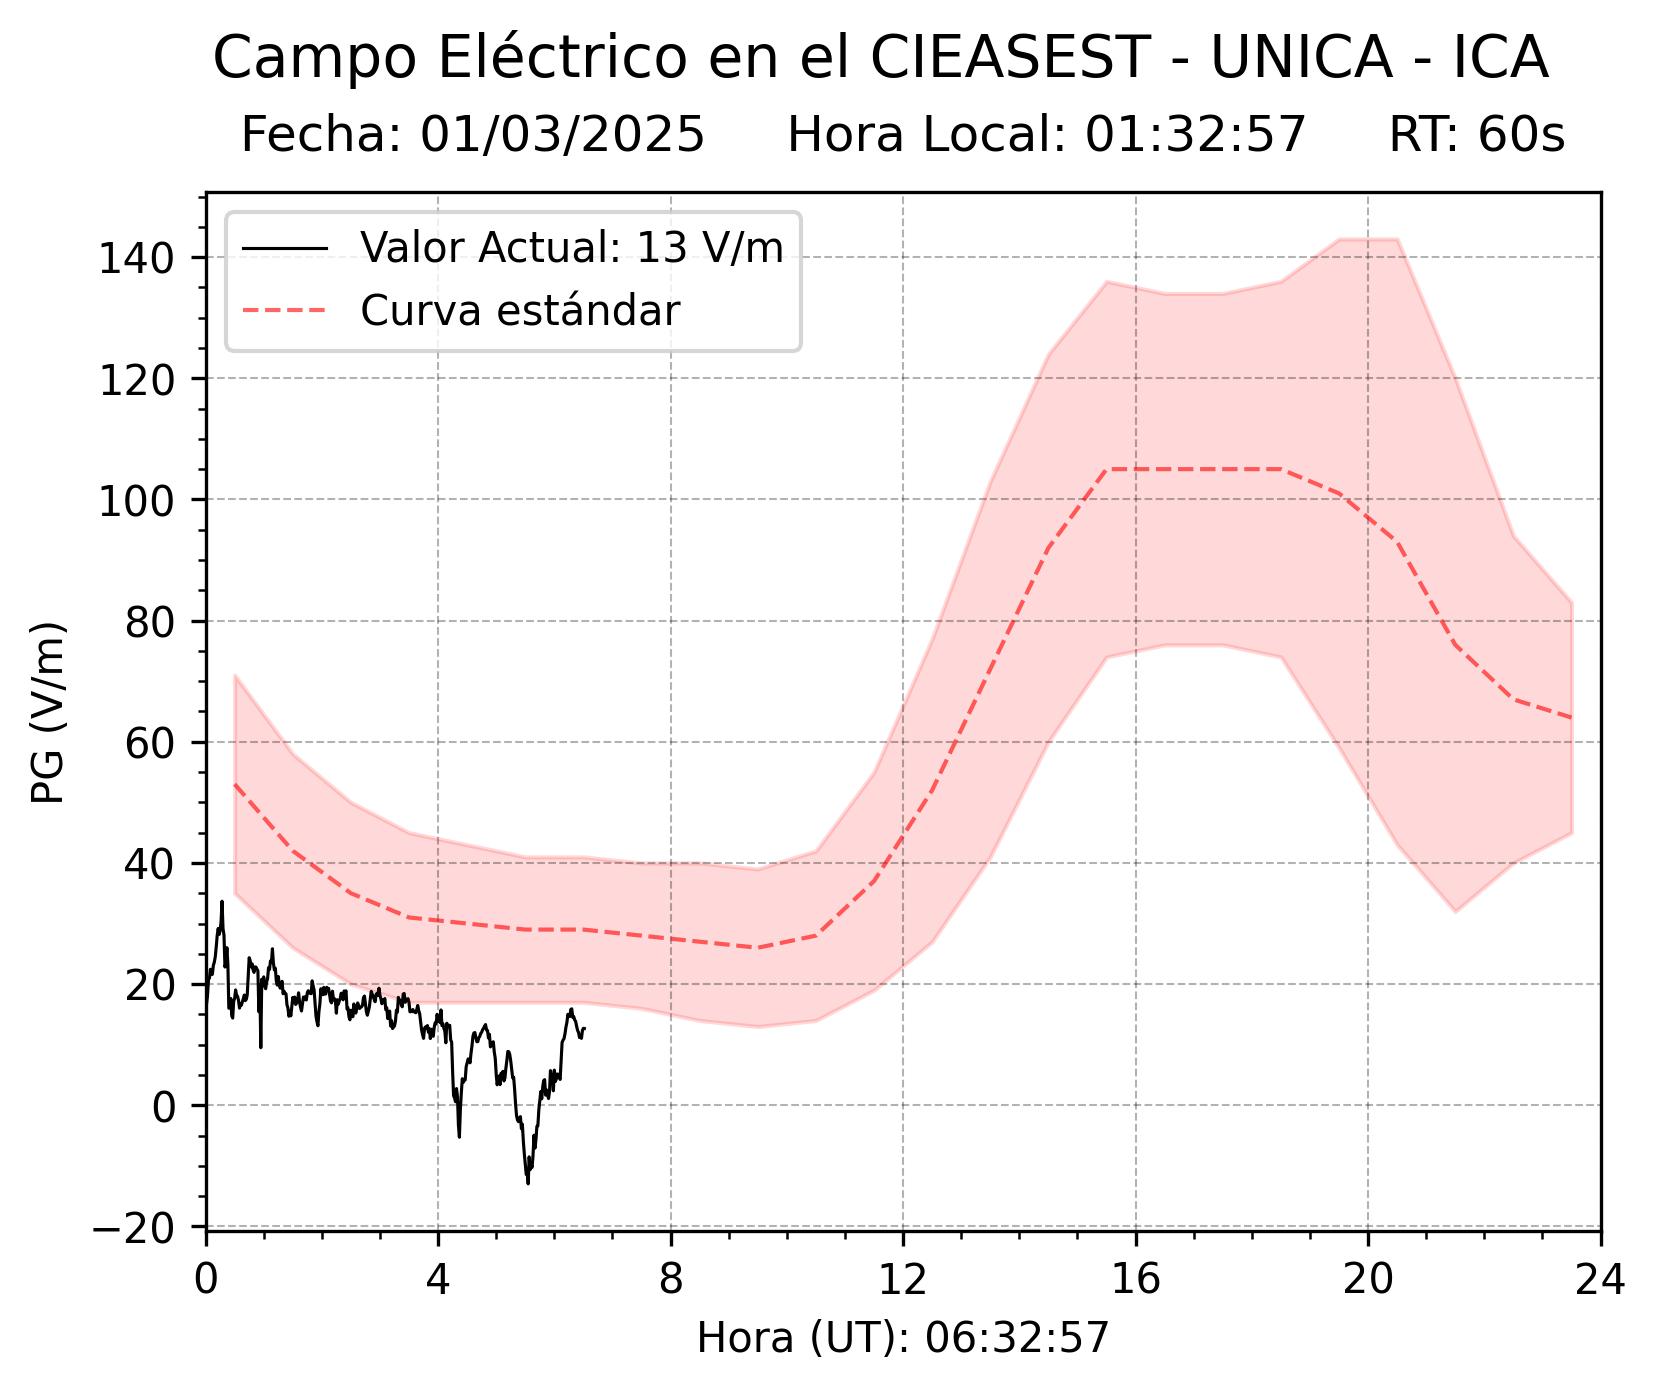 Campo Eléctrico en el CIEASEST - UNICA - ICA
Fecha: 01/03/2025 Hora Local: 01:32:57 RT: 60s
Valor Actual: 13 V/m
Curva estándar
PG (V/m)
140
120
100
80
60
40
20
0
−20
0 4 8 12 16 20 24
Hora (UT): 06:32:57